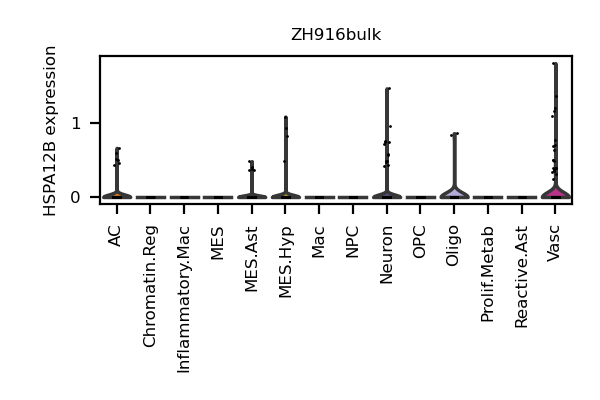 ZH916bulk
HSPA12B expression
1
0
AC
Chromatin.Reg
Inflammatory.Mac
MES
MES.Ast
MES.Hyp
Mac
NPC
Neuron
OPC
Oligo
Prolif.Metab
Reactive.Ast
Vasc